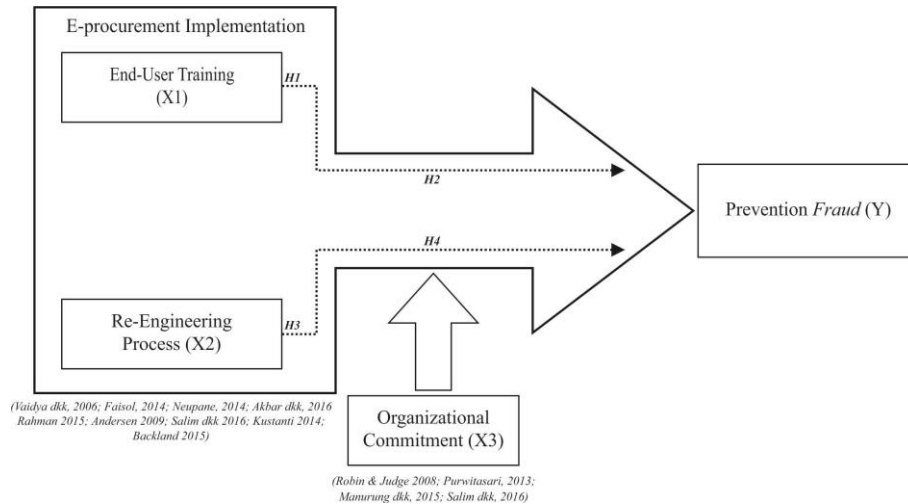 E-procurement Implementation
End-User Training
(X1)
H1
H2
Prevention Fraud (Y)
H4
Re-Engineering
Process (X2)
H3
(Vaidya dkk, 2006; Faisol, 2014; Neupane, 2014; Akbar dkk, 2016
Rahman 2015; Andersen 2009; Salim dkk 2016; Kustanti 2014;
Backland 2015)
Organizational
Commitment (X3)
(Robin & Judge 2008; Purwitasari, 2013;
Manurung dkk, 2015; Salim dkk, 2016)